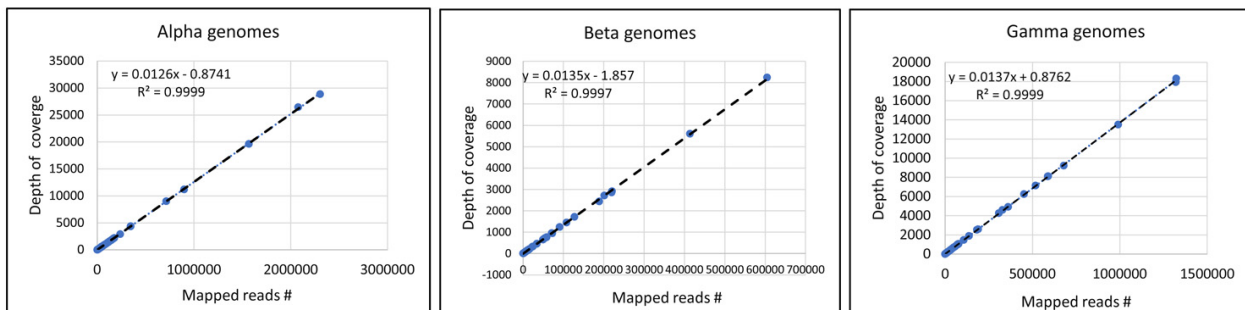 Alpha genomes
y = 0.0126x - 0.8741
R² = 0.9999
Depth of coverge
35000
30000
25000
20000
15000
10000
5000
0
0 1000000 2000000 3000000
Mapped reads #
Beta genomes
y = 0.0135x - 1.857
R² = 0.9997
Depth of coverage
9000
8000
7000
6000
5000
4000
3000
2000
1000
0
-1000
0 100000 200000 300000 400000 500000 600000 700000
Mapped reads #
Gamma genomes
y = 0.0137x + 0.8762
R² = 0.9999
Depth of coverage
20000
18000
16000
14000
12000
10000
8000
6000
4000
2000
0
0 500000 1000000 1500000
Mapped reads #